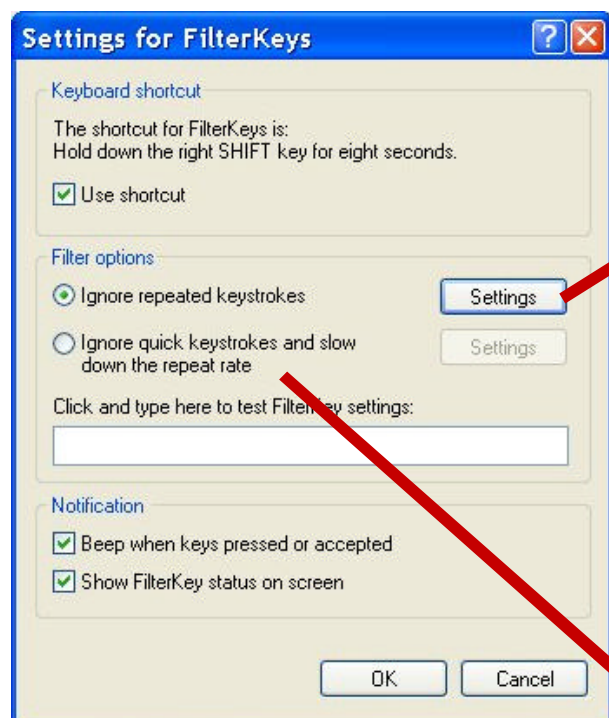 Settings for FilterKeys
Keyboard shortcut
The shortcut for FilterKeys is:
Hold down the right SHIFT key for eight seconds.
Use shortcut
Filter options
Ignore repeated keystrokes
Settings
Ignore quick keystrokes and slow
down the repeat rate
Settings
Click and type here to test FilterKey settings:
Notification
Beep when keys pressed or accepted
Show FilterKey status on screen
OK
Cancel